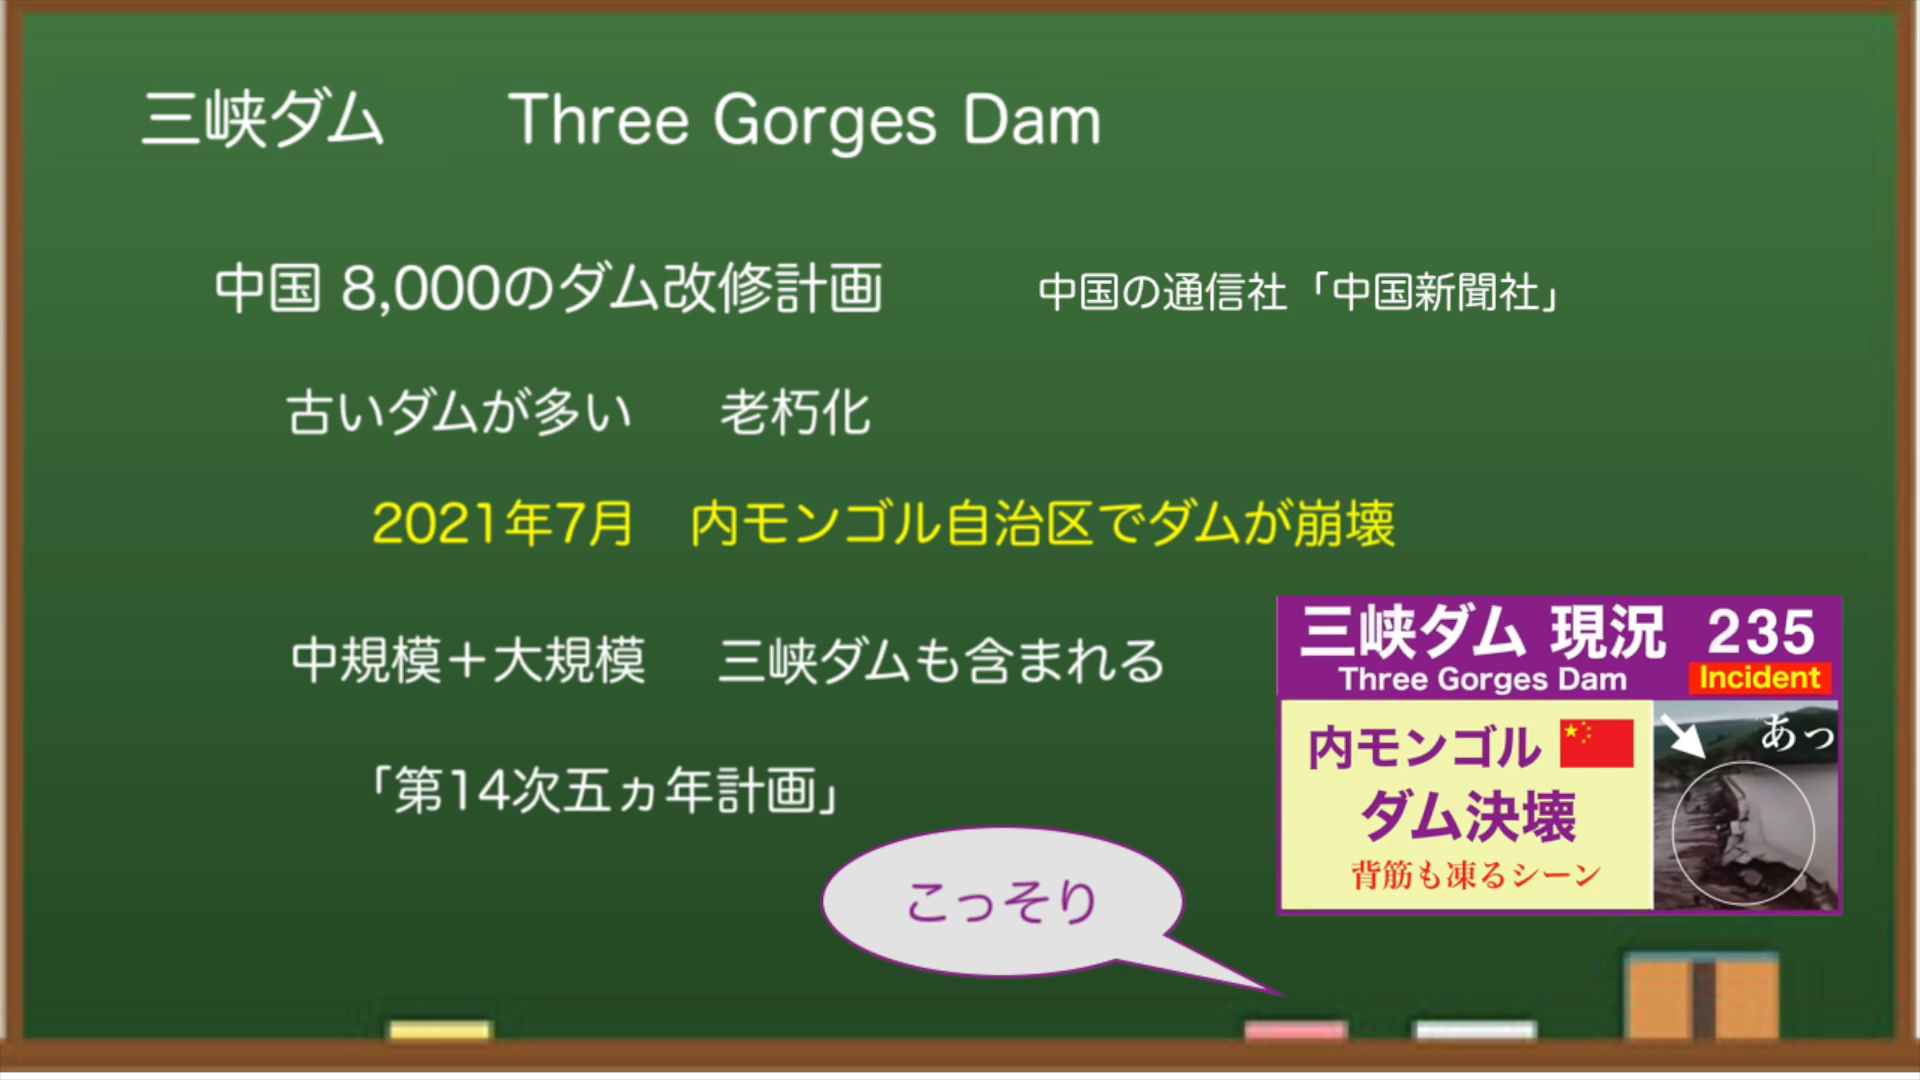 三峡ダム Three Gorges Dam
中国 8,000のダム改修計画 中国の通信社「中国新聞社」
古いダムが多い 老朽化
2021年7月 内モンゴル自治区でダムが崩壊
中規模＋大規模 三峡ダムも含まれる
「第14次五ヵ年計画」
こっそり
三峡ダム 現況 235
Three Gorges Dam Incident
内モンゴル
ダム決壊
背筋も凍るシーン
あっ